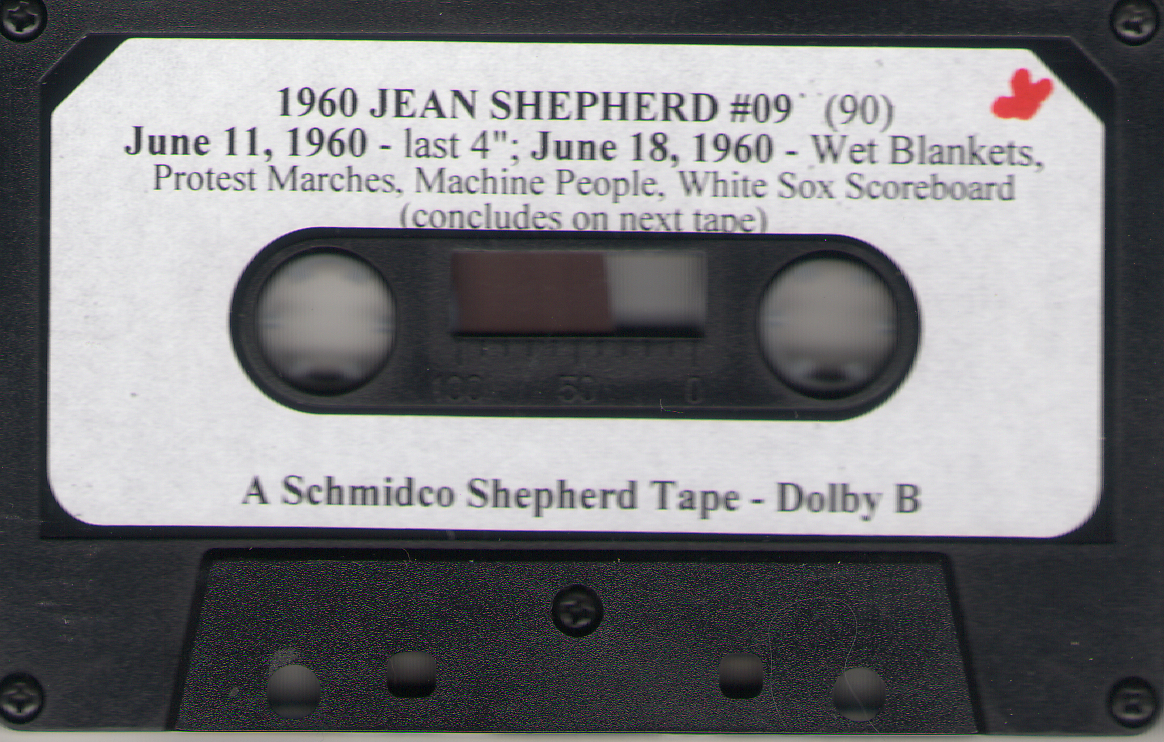 1960 JEAN SHEPHERD #09 (90)
June 11, 1960 - last 4"; June 18, 1960 - Wet Blankets,
Protest Marches, Machine People, White Sox Scoreboard
(concludes on next tape)
100 50 0
A Schmidco Shepherd Tape - Dolby B